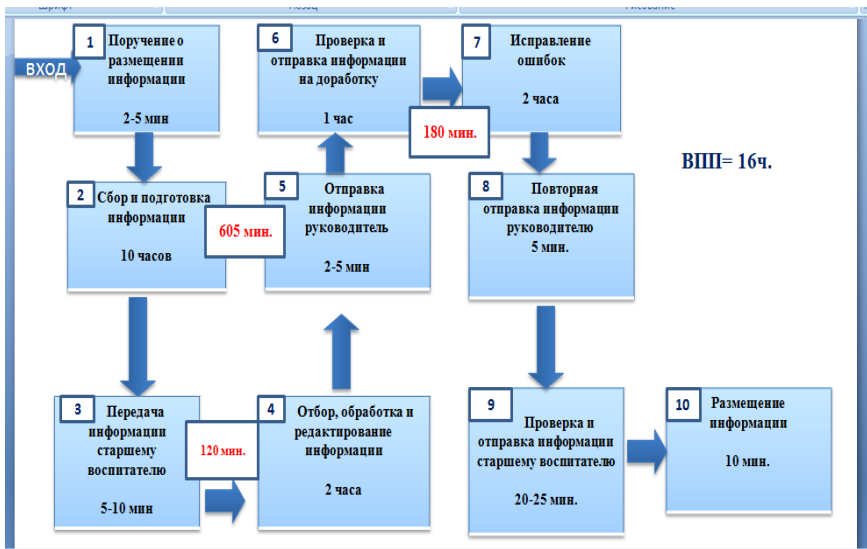 Шрифт
Абзац
Рисование
ВХОД
1
Поручение о
размещении
информации
2-5 мин
2
Сбор и подготовка
информации
10 часов
605 мин.
3
Передача
информации
старшему
воспитателю
5-10 мин
120 мин.
4
Отбор, обработка и
редактирование
информации
2 часа
5
Отправка
информации
руководитель
2-5 мин
6
Проверка и
отправка информации
на доработку
1 час
180 мин.
7
Исправление
ошибок
2 часа
8
Повторная
отправка информации
руководителю
5 мин.
9
Проверка и
отправка информации
старшему воспитателю
20-25 мин.
10
Размещение
информации
10 мин.
ВПП= 16ч.